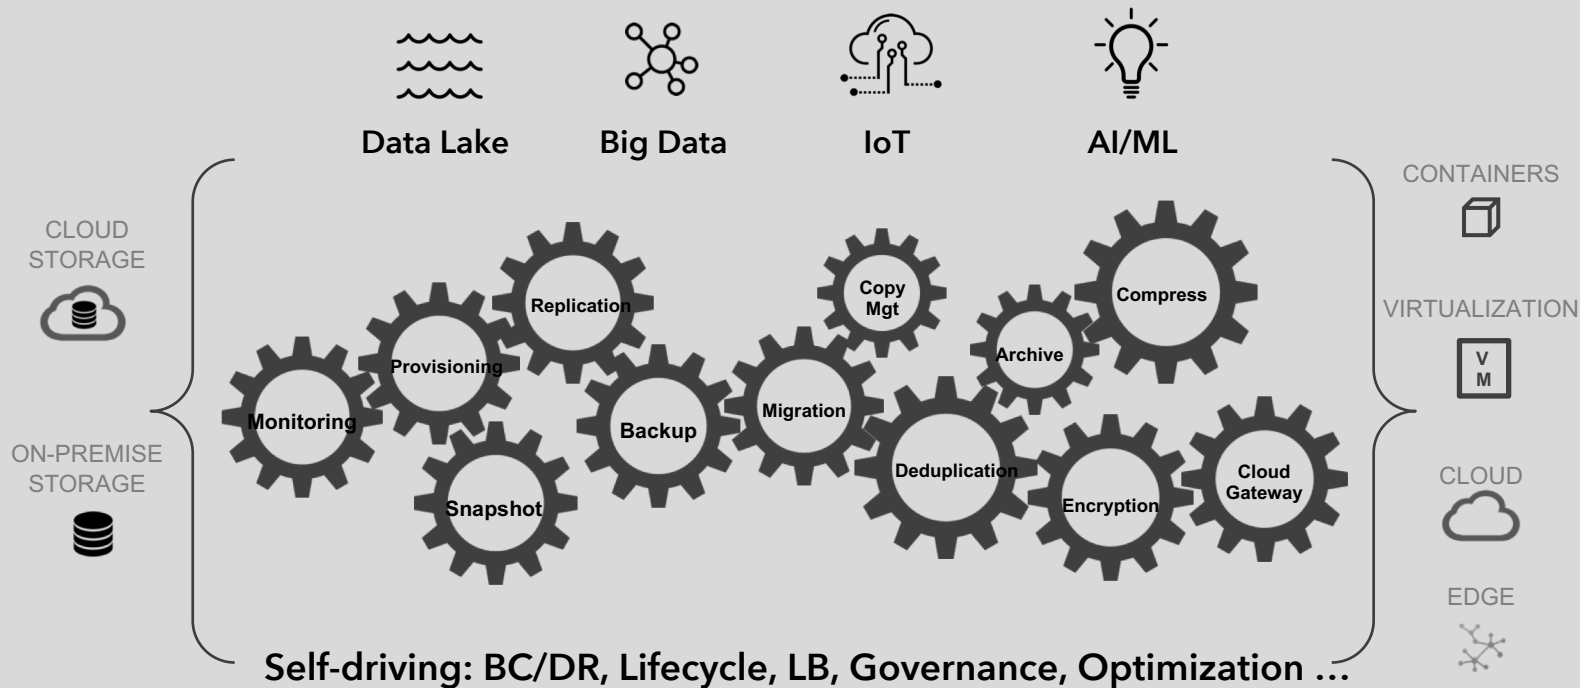 Data Lake
Big Data
IoT
AI/ML
CLOUD
STORAGE
ON-PREMISE
STORAGE
Monitoring
Provisioning
Replication
Snapshot
Backup
Migration
Copy
Mgt
Deduplication
Archive
Compress
Encryption
Cloud
Gateway
CONTAINERS
VIRTUALIZATION
V
M
CLOUD
EDGE
Self-driving: BC/DR, Lifecycle, LB, Governance, Optimization ...